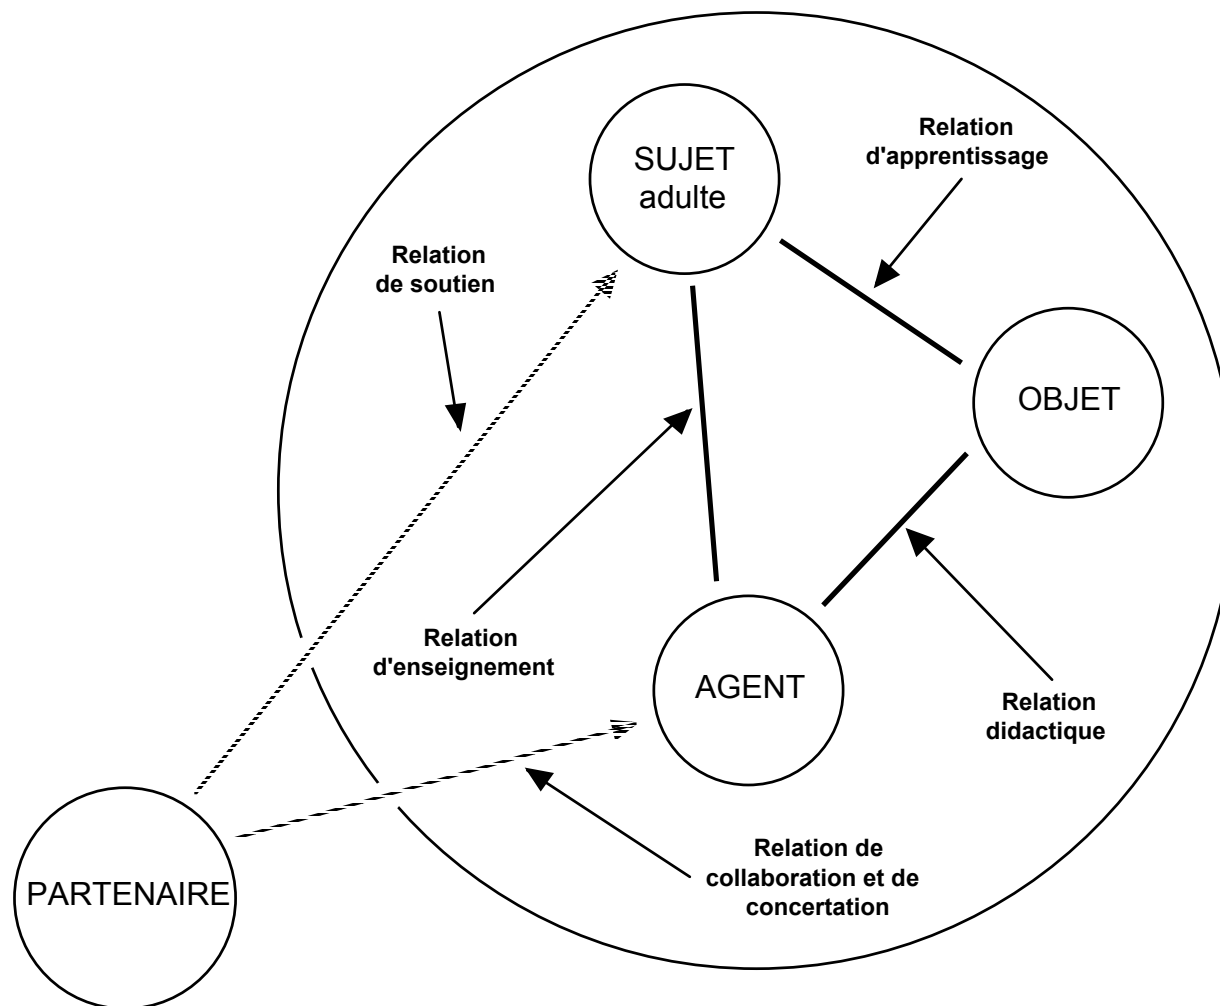 Relation
d'apprentissage
SUJET
adulte
Relation
de soutien
OBJET
Relation
d'enseignement
AGENT
Relation
didactique
Relation de
collaboration et de
concertation
PARTENAIRE